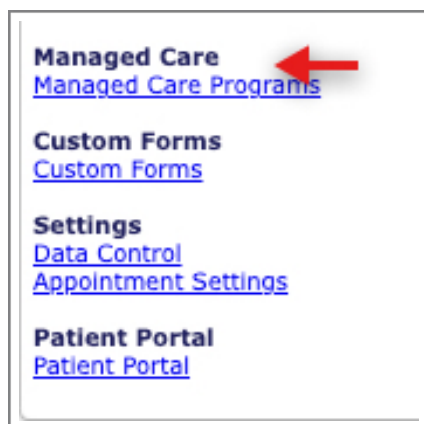 Managed Care
Managed Care Programs
Custom Forms
Custom Forms
Settings
Data Control
Appointment Settings
Patient Portal
Patient Portal